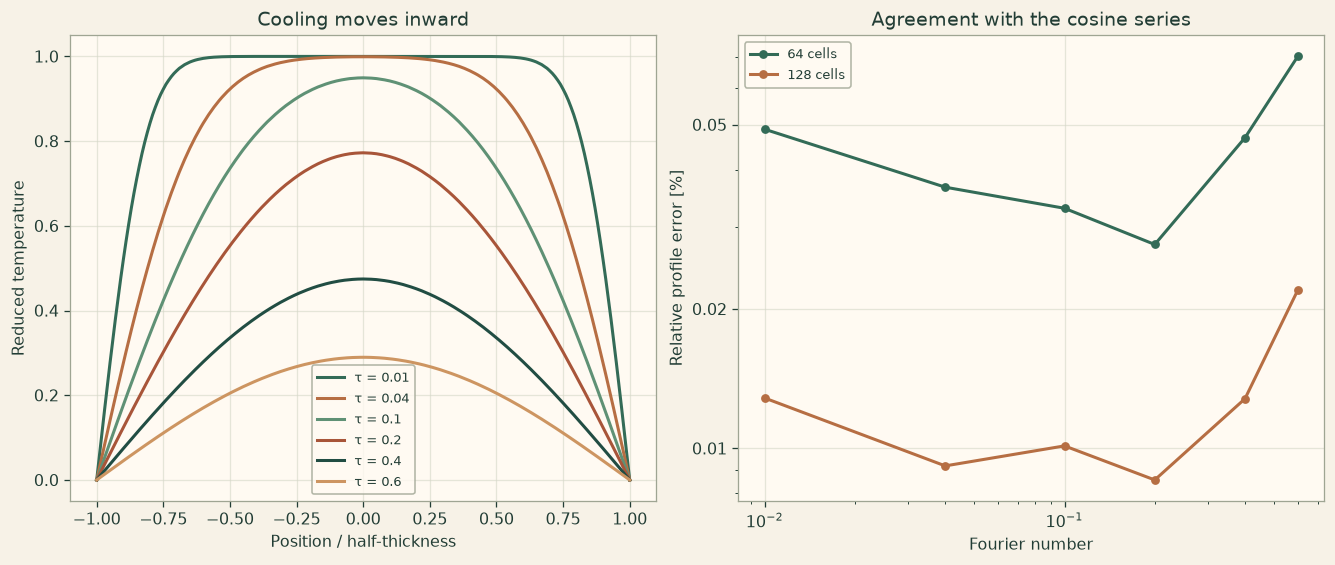 Cooling moves inward
Reduced temperature
1.0
0.8
0.6
0.4
0.2
0.0
τ = 0.01
τ = 0.04
τ = 0.1
τ = 0.2
τ = 0.4
τ = 0.6
−1.00 −0.75 −0.50 −0.25 0.00 0.25 0.50 0.75 1.00
Position / half-thickness
Agreement with the cosine series
64 cells
128 cells
Relative profile error [%]
0.05
0.02
0.01
10⁻² 10⁻¹
Fourier number